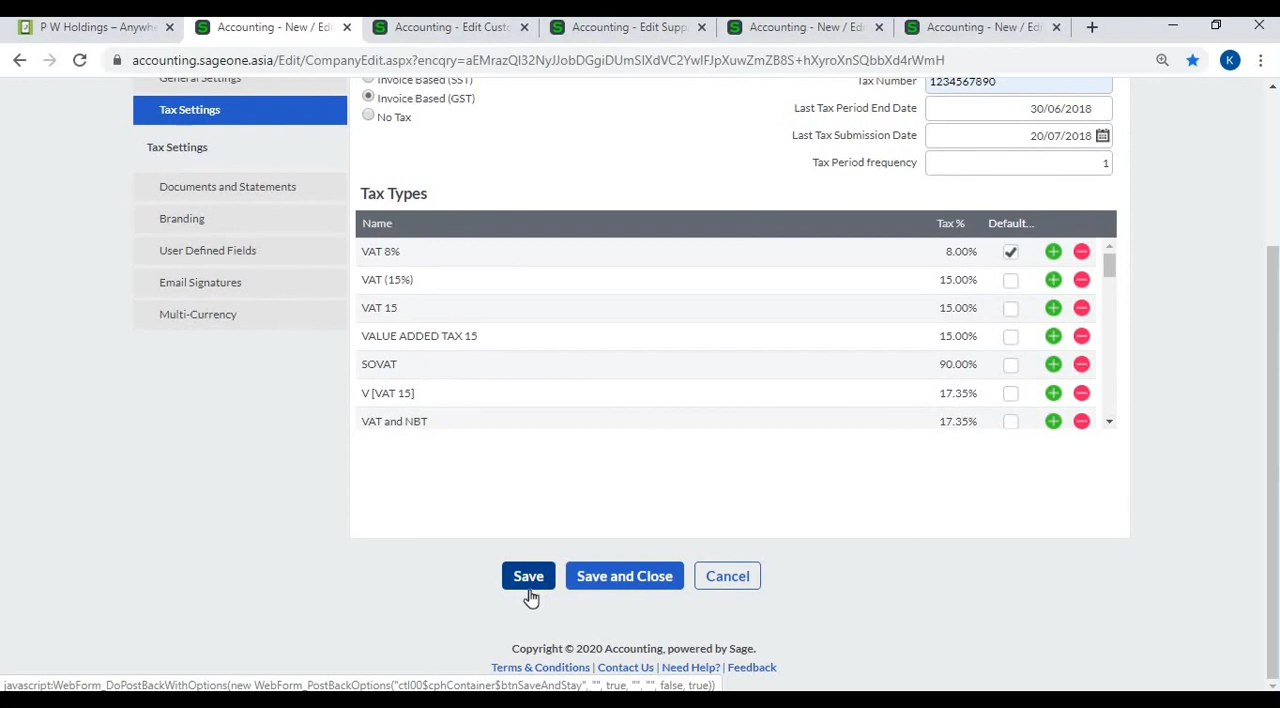 P W Holdings – Anywhe
Accounting - New / Edi
Accounting - Edit Custo
Accounting - Edit Supp
Accounting - New / Edi
Accounting - New / Edi
accounting.sageone.asia/Edit/CompanyEdit.aspx?encqry=aEMrazQI32NyJJobDGgiDUmSIXdVC2YwIFJpXuwZmZB8S+hXyroXnSQbbXd4rWmH
K
General Settings
Tax Settings
Tax Settings
Documents and Statements
Branding
User Defined Fields
Email Signatures
Multi-Currency
Invoice Based (SST)
Invoice Based (GST)
No Tax
Tax Number 1234567890
Last Tax Period End Date 30/06/2018
Last Tax Submission Date 20/07/2018
Tax Period frequency 1
Tax Types
Name Tax % Default...
VAT 8% 8.00%
VAT (15%) 15.00%
VAT 15 15.00%
VALUE ADDED TAX 15 15.00%
SOVAT 90.00%
V [VAT 15] 17.35%
VAT and NBT 17.35%
Save Save and Close Cancel
Copyright © 2020 Accounting, powered by Sage.
Terms & Conditions | Contact Us | Need Help? | Feedback
javascript:WebForm_DoPostBackWithOptions(new WebForm_PostBackOptions("ctl00$cphContainer$btnSaveAndStay", "", true, "", "", false, true))